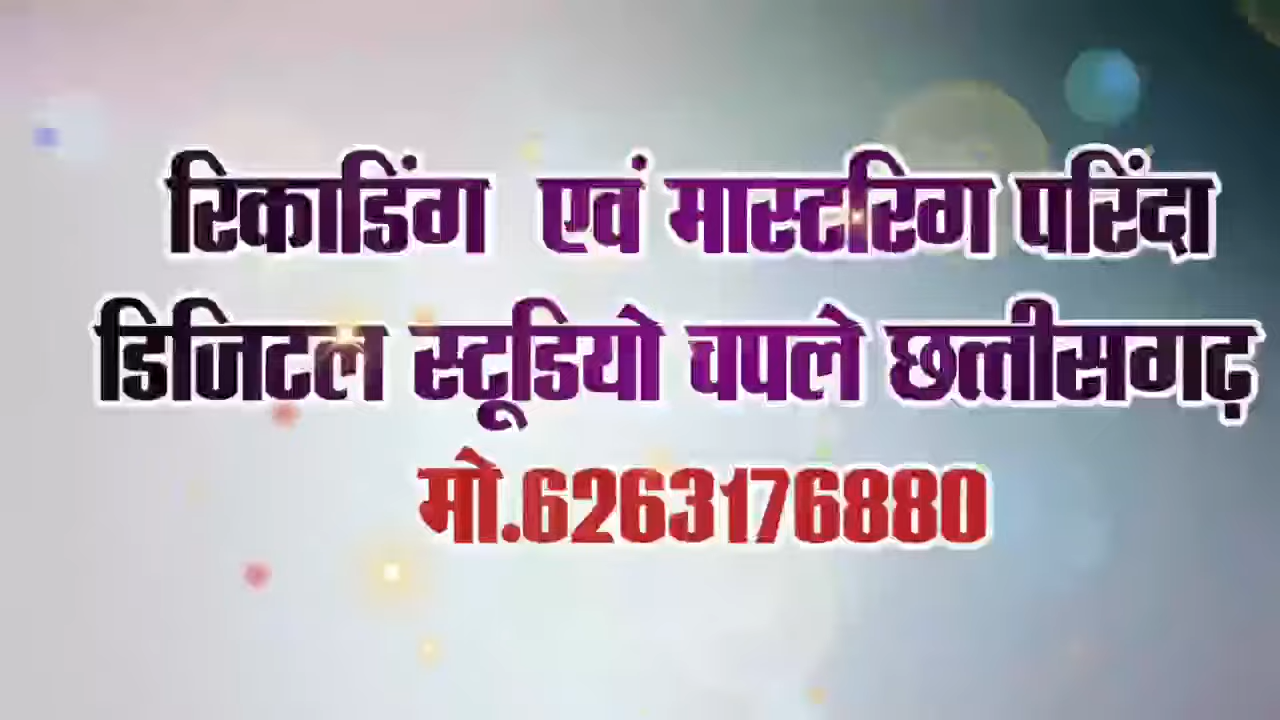 रिकाडिंग एवं मास्टरिग परिंदा
डिजिटल स्टूडियो चपले छत्तीसगढ़
मो.6263176880